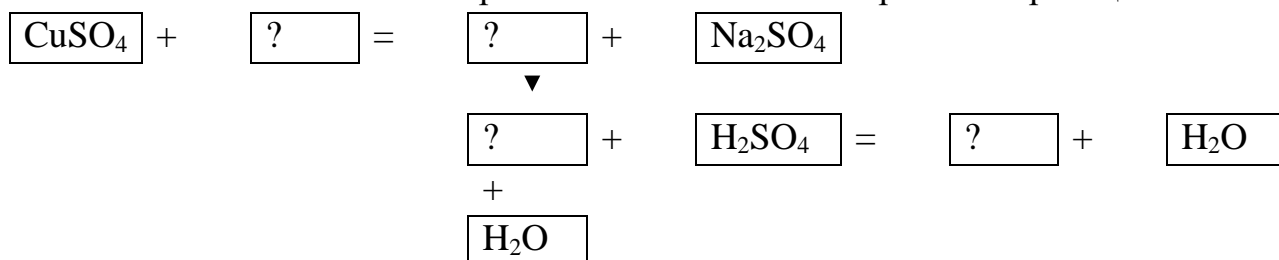 CuSO₄ + ? = ? + Na₂SO₄
▼
? + H₂SO₄ = ? + H₂O
+
H₂O